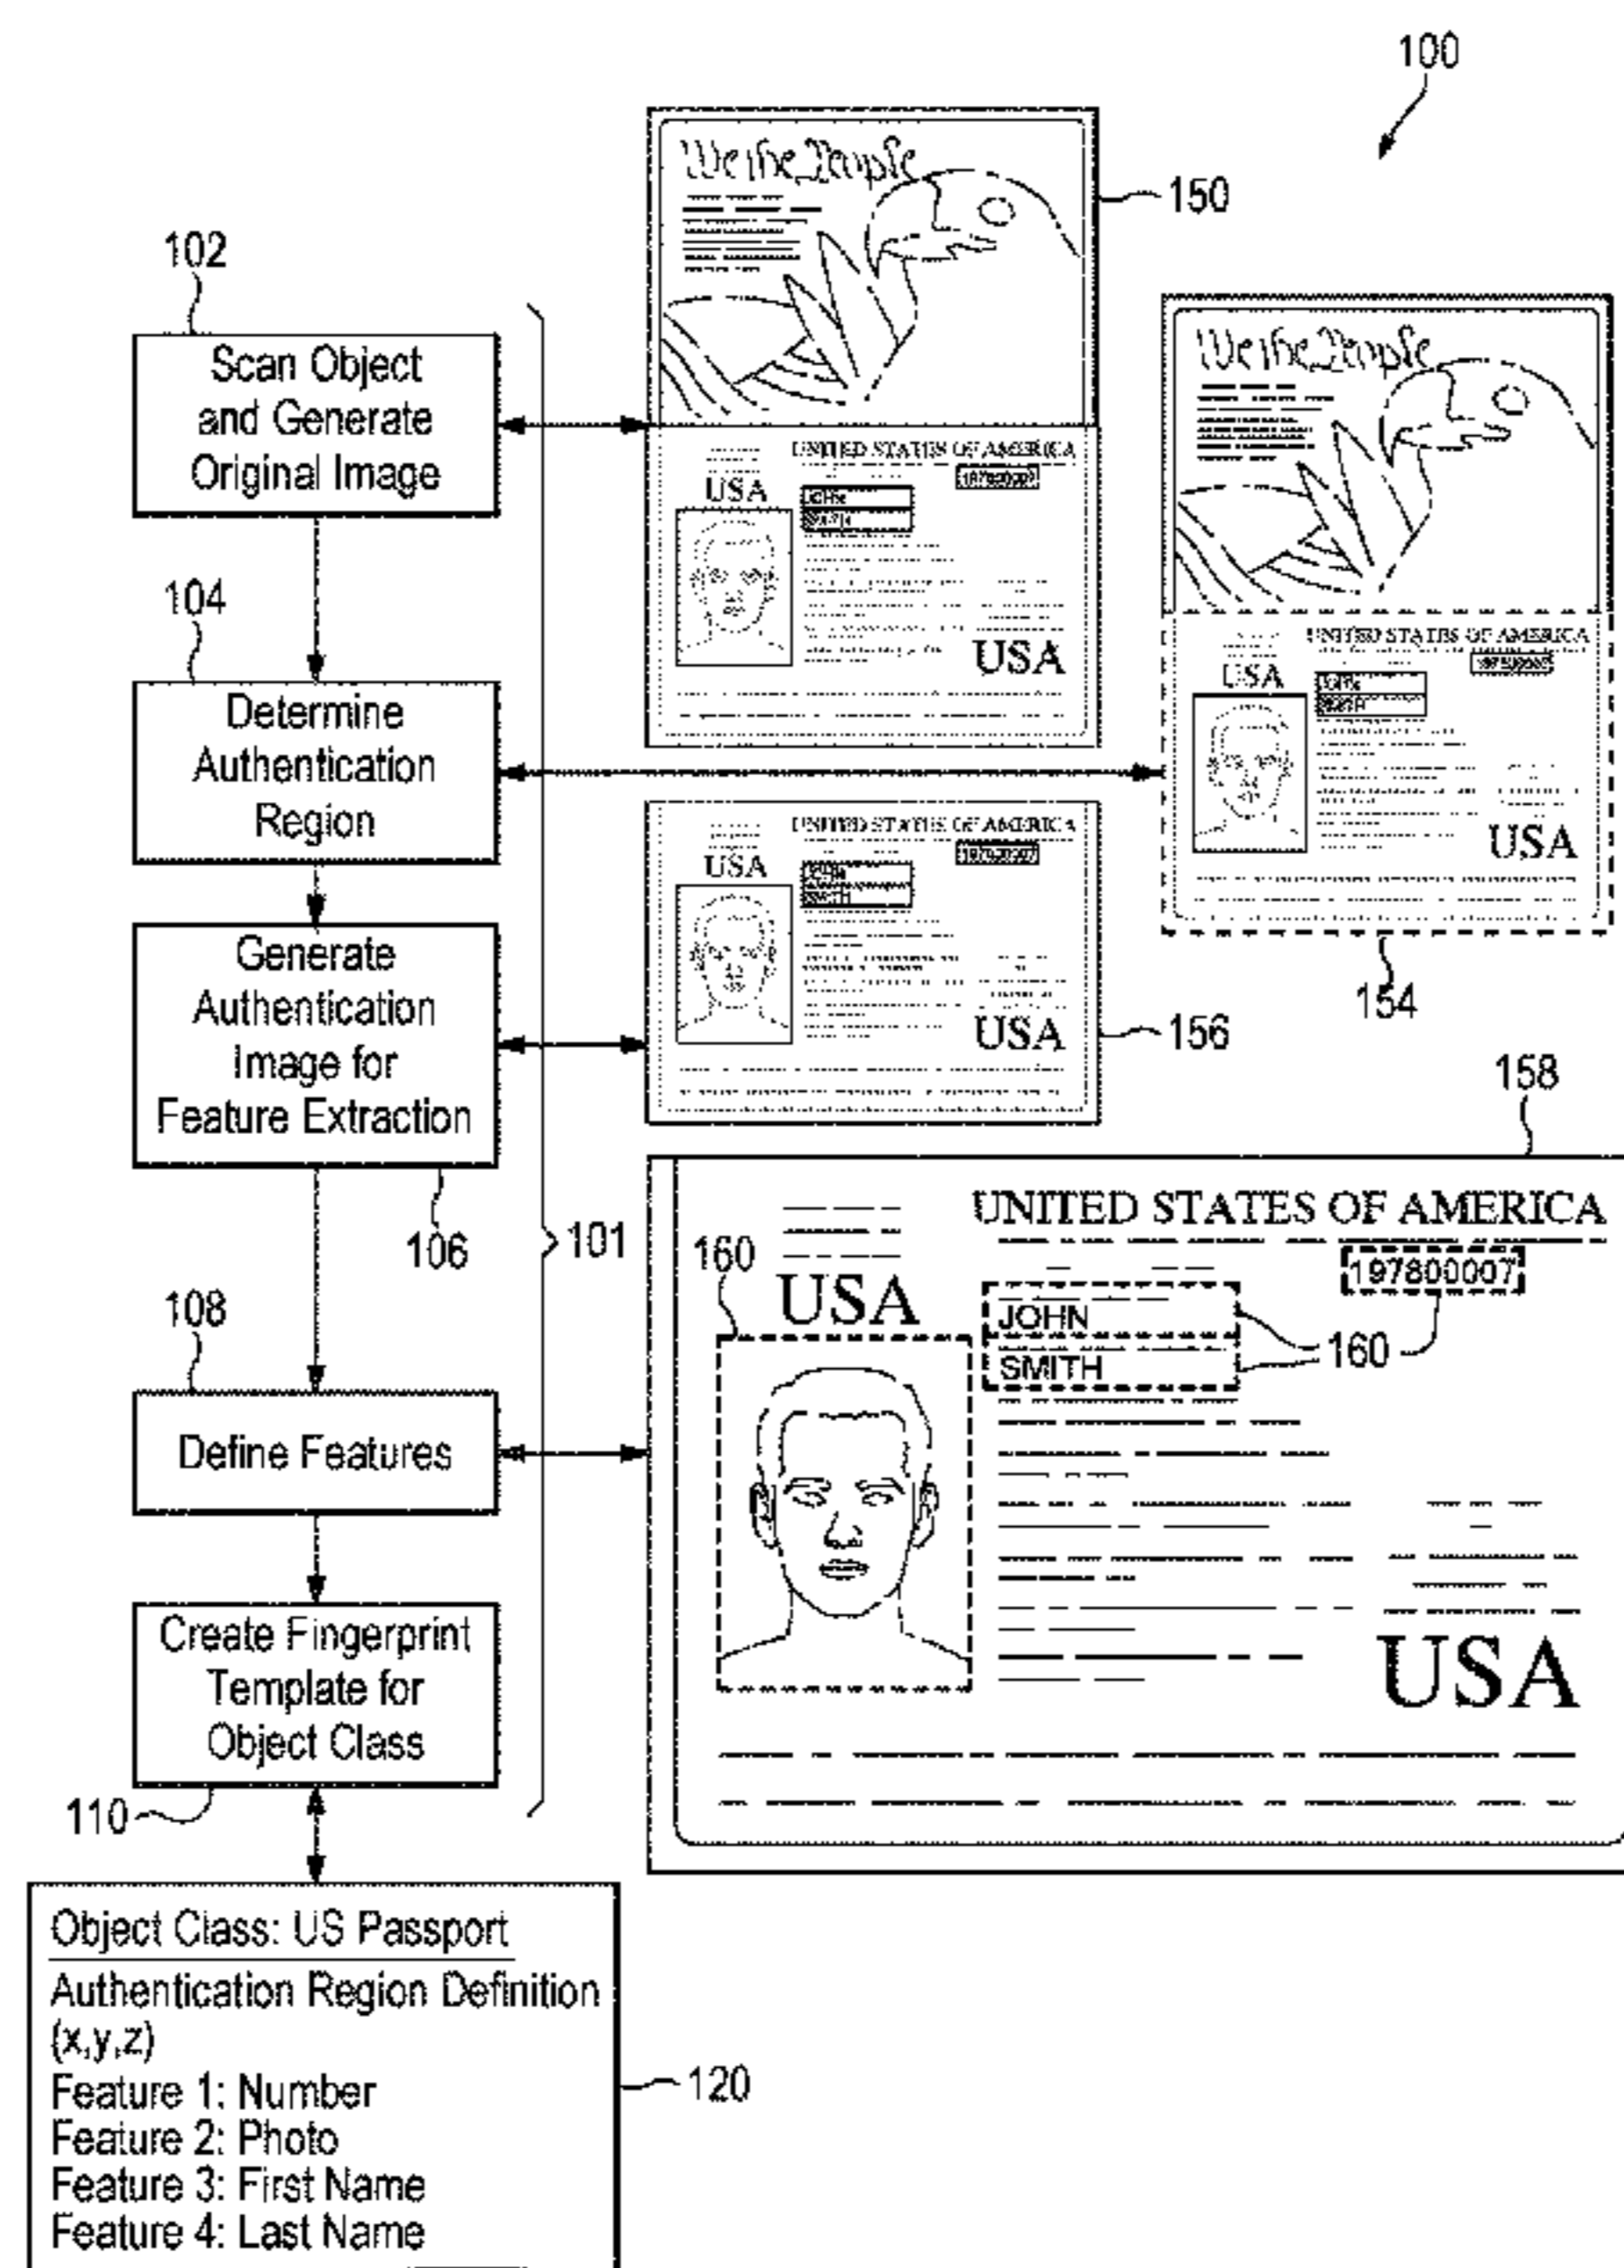 100
We the People
150
102
Scan Object
and Generate
Original Image
UNITED STATES OF AMERICA
USA
USA
We the People
UNITED STATES OF AMERICA
USA
USA
154
104
Determine
Authentication
Region
UNITED STATES OF AMERICA
USA
USA
156
Generate
Authentication
Image for
Feature Extraction
106
101
158
UNITED STATES OF AMERICA
197800007
160
USA
JOHN
SMITH
160
USA
108
Define Features
Create Fingerprint
Template for
Object Class
110
Object Class: US Passport
Authentication Region Definition
(x,y,z)
Feature 1: Number
Feature 2: Photo
Feature 3: First Name
Feature 4: Last Name
120